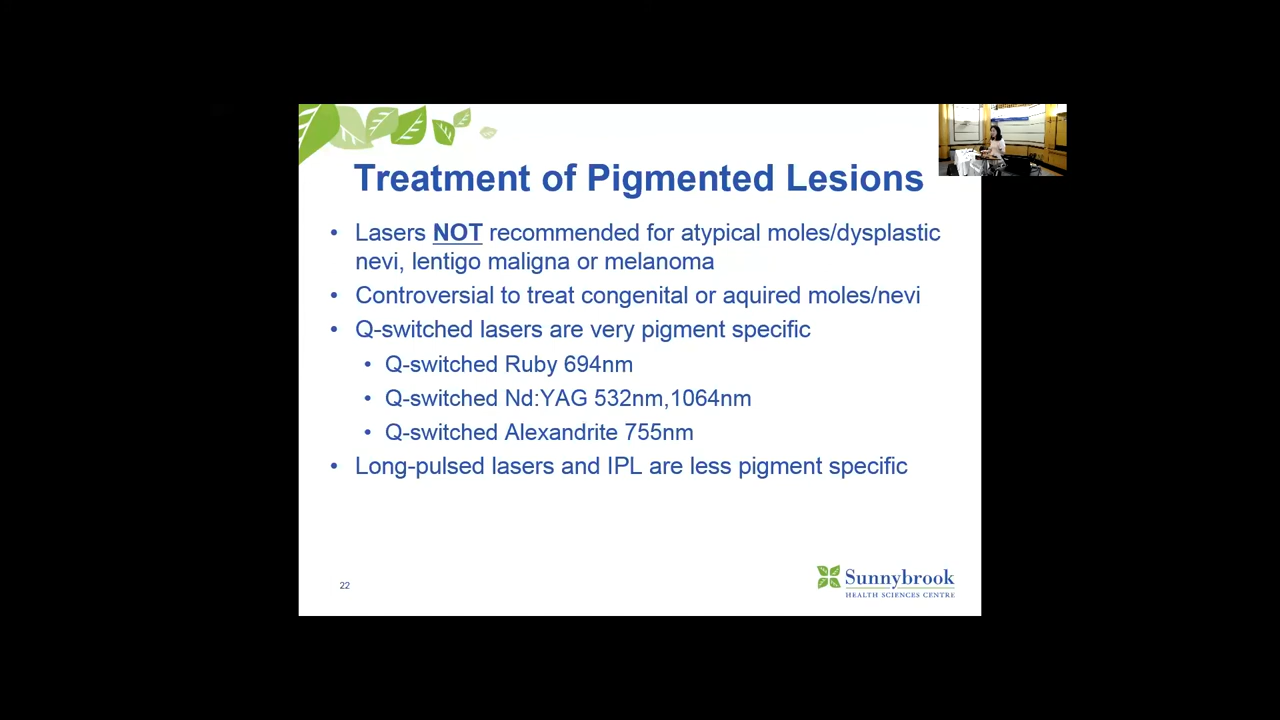 Treatment of Pigmented Lesions
• Lasers NOT recommended for atypical moles/dysplastic
nevi, lentigo maligna or melanoma
• Controversial to treat congenital or aquired moles/nevi
• Q-switched lasers are very pigment specific
• Q-switched Ruby 694nm
• Q-switched Nd:YAG 532nm,1064nm
• Q-switched Alexandrite 755nm
• Long-pulsed lasers and IPL are less pigment specific
22
Sunnybrook
HEALTH SCIENCES CENTRE